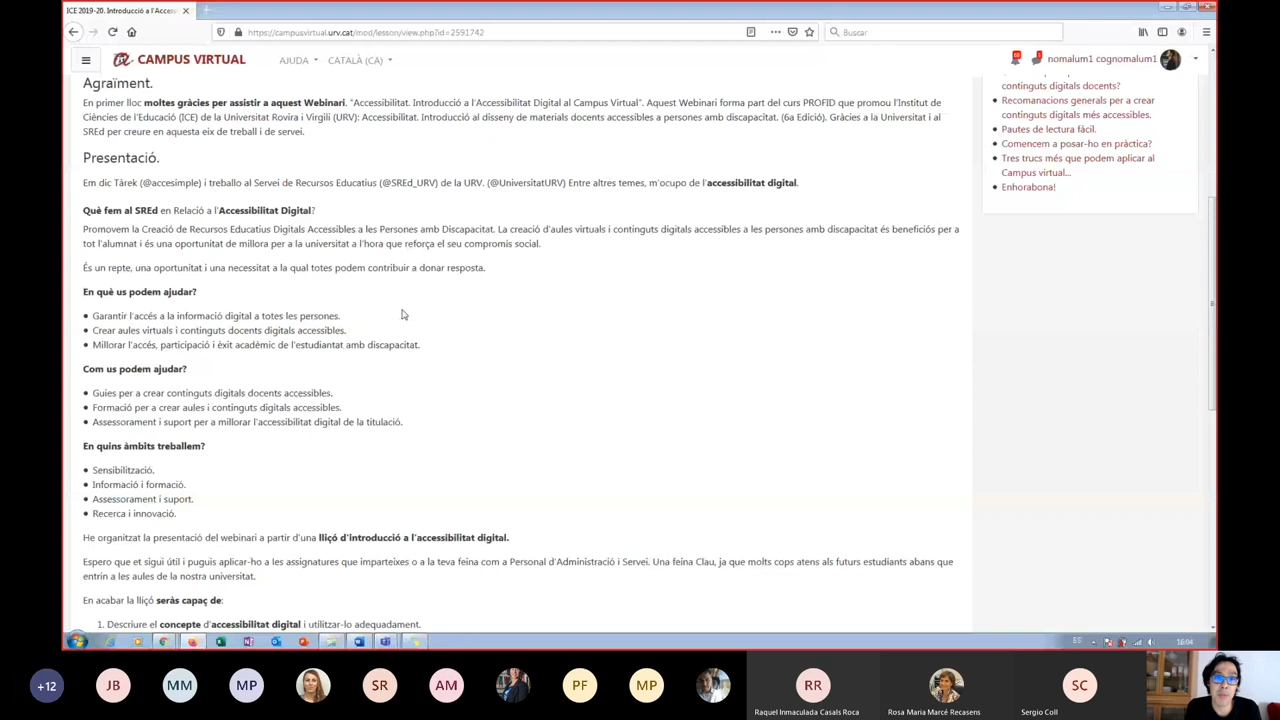 ICE 2019-20. Introducció a l'Acces
https://campusvirtual.urv.cat/mod/lesson/view.php?id=2591742
Buscar
CAMPUS VIRTUAL
AJUDA
CATALÀ (CA)
nomalum1 cognomalum1
Agraïment.
En primer lloc moltes gràcies per assistir a aquest Webinari. "Accessibilitat. Introducció a l'Accessibilitat Digital al Campus Virtual". Aquest Webinari forma part del curs PROFID que promou l'Institut de
Ciències de l'Educació (ICE) de la Universitat Rovira i Virgili (URV): Accessibilitat. Introducció al disseny de materials docents accessibles a persones amb discapacitat. (6a Edició). Gràcies a la Universitat i al
SREd per creure en aquesta eix de treball i de servei.
Presentació.
Em dic Tàrek (@accesimple) i treballo al Servei de Recursos Educatius (@SREd_URV) de la URV. (@UniversitatURV) Entre altres temes, m'ocupo de l'accessibilitat digital.
Què fem al SREd en Relació a l'Accessibilitat Digital?
Promovem la Creació de Recursos Educatius Digitals Accessibles a les Persones amb Discapacitat. La creació d'aules virtuals i continguts digitals accessibles a les persones amb discapacitat és beneficiós per a
tot l'alumnat i és una oportunitat de millora per a la universitat a l'hora que reforça el seu compromis social.
És un repte, una oportunitat i una necessitat a la qual totes podem contribuir a donar resposta.
En què us podem ajudar?
Garantir l'accés a la informació digital a totes les persones.
Crear aules virtuals i continguts docents digitals accessibles.
Millorar l'accés, participació i èxit acadèmic de l'estudiantat amb discapacitat.
Com us podem ajudar?
Guies per a crear continguts digitals docents accessibles.
Formació per a crear aules i continguts digitals accessibles.
Assessorament i suport per a millorar l'accessibilitat digital de la titulació.
En quins àmbits treballem?
Sensibilització.
Informació i formació.
Assessorament i suport.
Recerca i innovació.
He organitzat la presentació del webinari a partir d'una lliçó d'introducció a l'accessibilitat digital.
Espero que et sigui útil i puguis aplicar-ho a les assignatures que imparteixes o a la teva feina com a Personal d'Administració i Servei. Una feina Clau, ja que molts cops atens als futurs estudiants abans que
entrin a les aules de la nostra universitat.
En acabar la lliçó seràs capaç de:
1. Descriure el concepte d'accessibilitat digital i utilitzar-lo adequadament.
continguts digitals docents?
Recomanacions generals per a crear
continguts digitals més accessibles.
Pautes de lectura fàcil.
Comencem a posar-ho en pràctica?
Tres trucs més que podem aplicar al
Campus virtual...
Enhorabona!
ES
16:04
+12
JB
MM
MP
SR
AM
PF
MP
RR
SC
Raquel Inmaculada Casals Roca
Rosa Maria Marcé Recasens
Sergio Coll